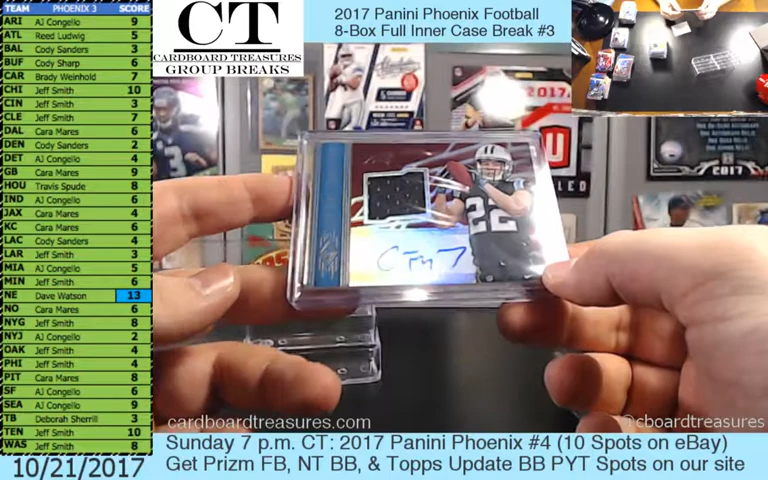 TEAM PHOENIX 3 SCORE
ARI AJ Congelio 9
ATL Reed Ludwig 5
BAL Cody Sanders 3
BUF Cody Sharp 6
CAR Brady Weinhold 7
CHI Jeff Smith 10
CIN Jeff Smith 3
CLE Jeff Smith 7
DAL Cara Mares 6
DEN Cody Sanders 2
DET AJ Congelio 4
GB Cara Mares 9
HOU Travis Spude 8
IND AJ Congelio 6
JAX Cara Mares 4
KC Cara Mares 6
LAC Cody Sanders 4
LAR Jeff Smith 3
MIA AJ Congelio 5
MIN Jeff Smith 6
NE Dave Watson 13
NO Cara Mares 6
NYG Jeff Smith 8
NYJ AJ Congelio 2
OAK Jeff Smith 4
PHI Jeff Smith 4
PIT Cara Mares 8
SF AJ Congelio 6
SEA AJ Congelio 9
TB Deborah Sherrill 3
TEN Jeff Smith 10
WAS Jeff Smith 8
10/21/2017
CT
CARDBOARD TREASURES
GROUP BREAKS
2017 Panini Phoenix Football
8-Box Full Inner Case Break #3
2017
2017
22
cardboardtreasures.com
@cboardtreasures
Sunday 7 p.m. CT: 2017 Panini Phoenix #4 (10 Spots on eBay)
Get Prizm FB, NT BB, & Topps Update BB PYT Spots on our site